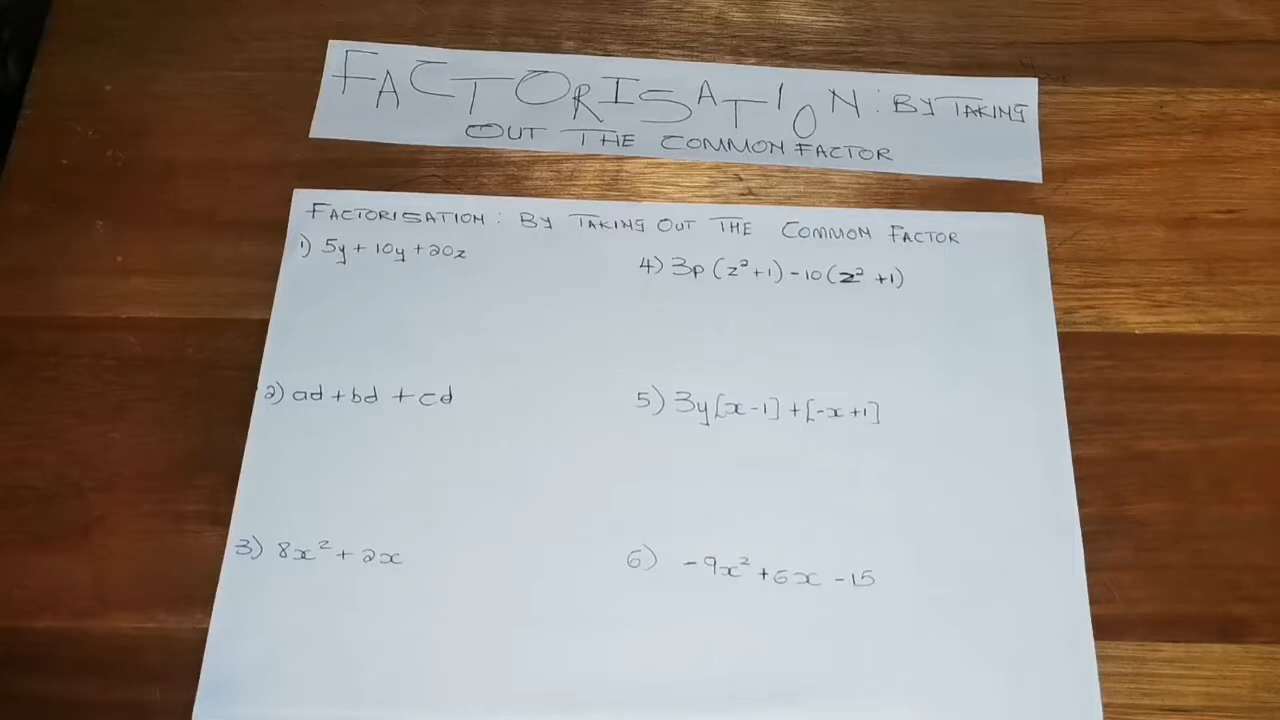 FACTORISATION: BY TAKING
OUT THE COMMON FACTOR
FACTORISATION: BY TAKING OUT THE COMMON FACTOR
1) 5y + 10y + 20z
2) ad + bd + cd
3) 8x² + 2x
4) 3p (z² + 1) - 10 (z² + 1)
5) 3y[x - 1] + [-x + 1]
6) -9x² + 6x - 15